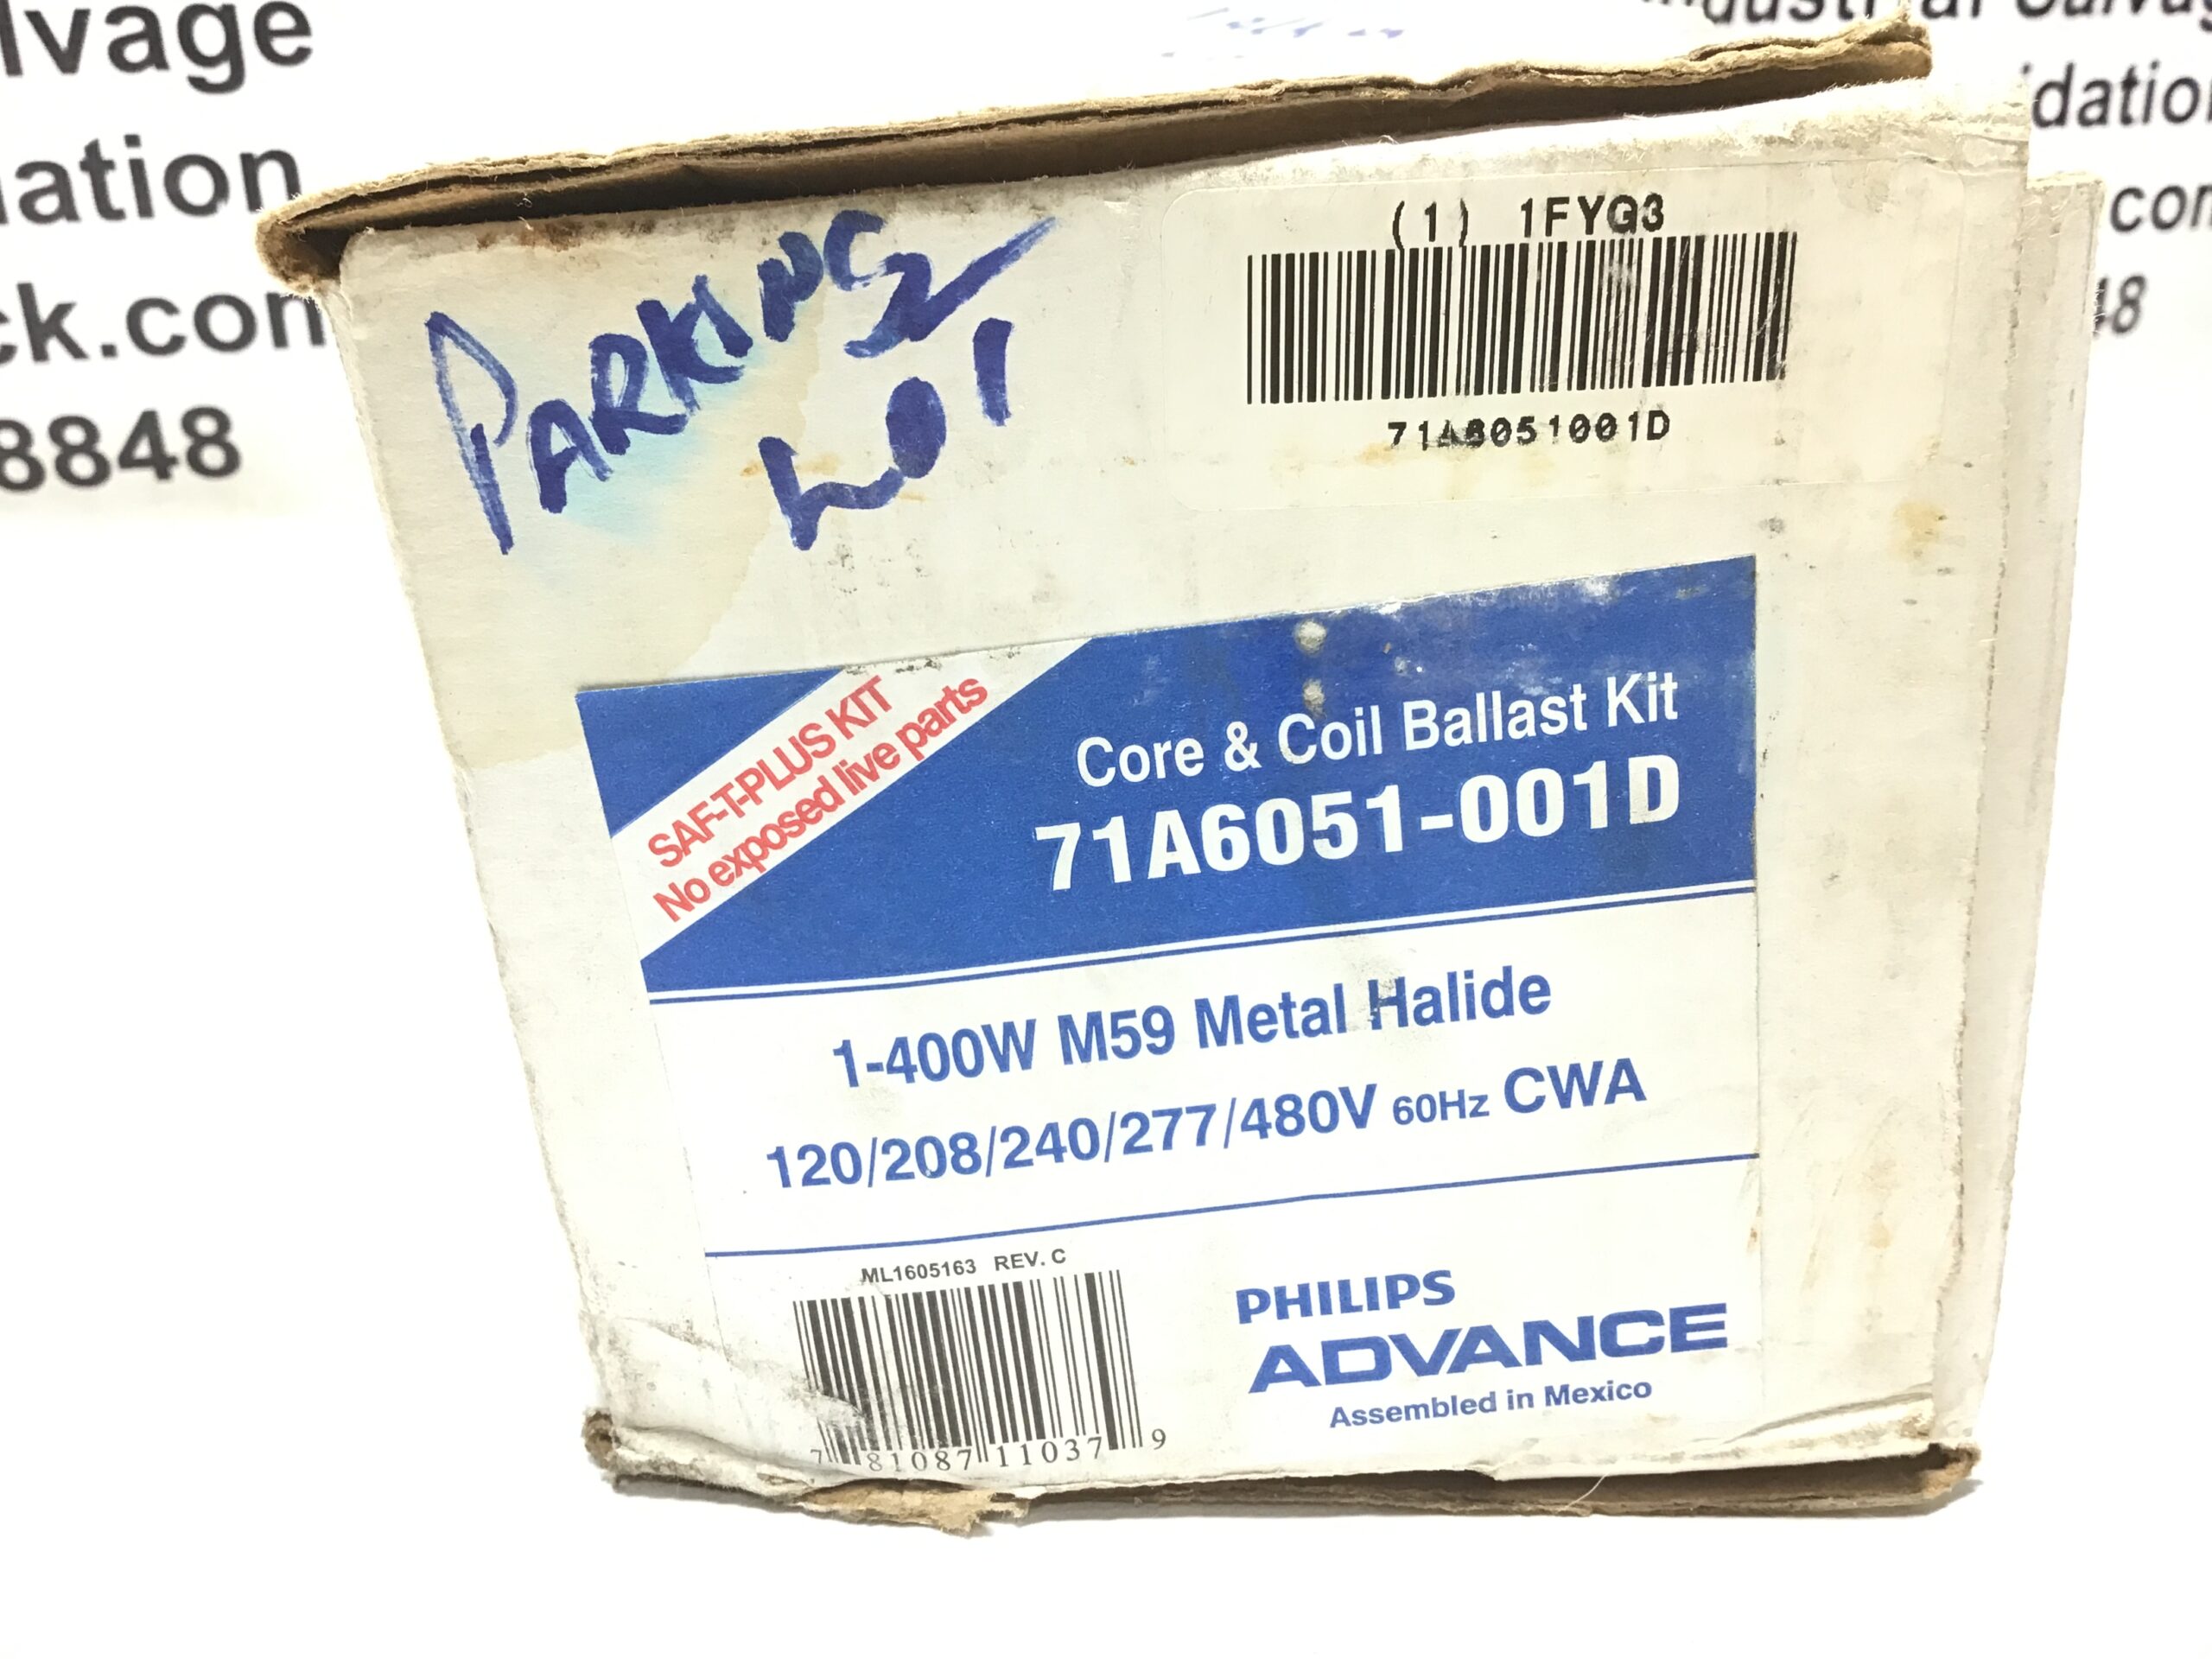 lvage
dation
(1) 1FYG3
con
ck.con
48
8848
PARKING
LOT
71A6051001D
SAF-T-PLUS KIT
No exposed live parts
Core & Coil Ballast Kit
71A6051-001D
1-400W M59 Metal Halide
120/208/240/277/480V 60Hz CWA
ML1605163 REV. C
7 81087 11037 9
PHILIPS
ADVANCE
Assembled in Mexico